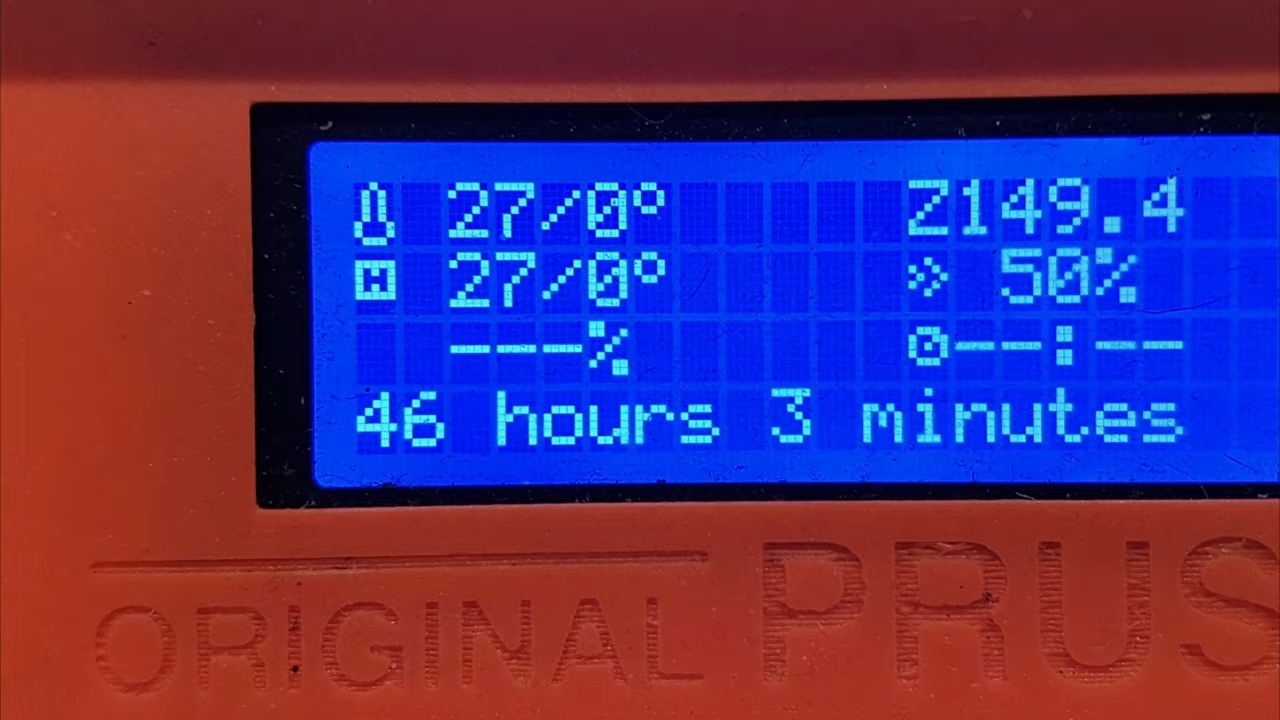 27/0° Z149.4
27/0° » 50%
---% --:--
46 hours 3 minutes
ORIGINAL PRUS